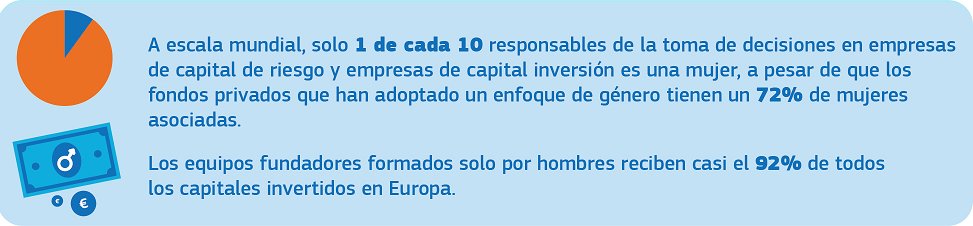 A escala mundial, solo 1 de cada 10 responsables de la toma de decisiones en empresas
de capital de riesgo y empresas de capital inversión es una mujer, a pesar de que los
fondos privados que han adoptado un enfoque de género tienen un 72% de mujeres
asociadas.
Los equipos fundadores formados solo por hombres reciben casi el 92% de todos
los capitales invertidos en Europa.
€
€